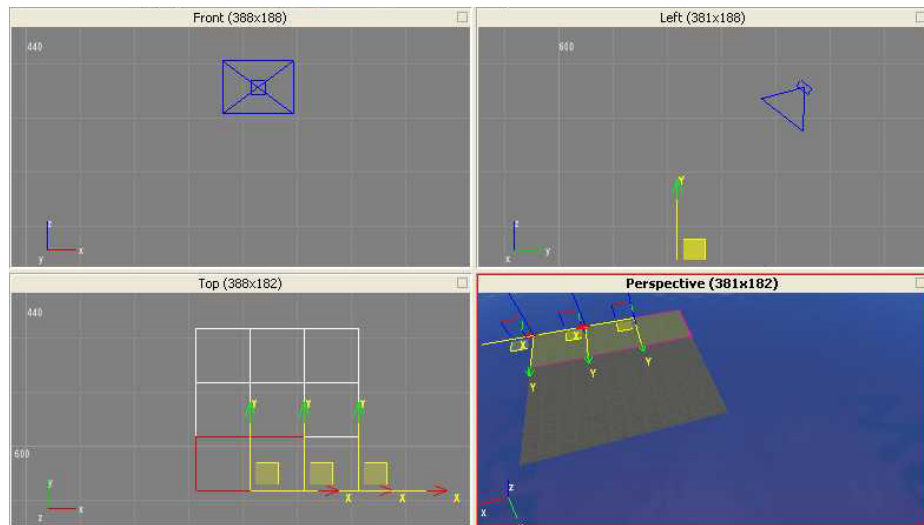 Front (388x188)
440
z
y
x
Left (381x188)
600
Y
z
x
y
Top (388x182)
440
600
Y
Y
Y
X
X
X
y
z
x
Perspective (381x182)
X
X
Y
Y
Y
z
x